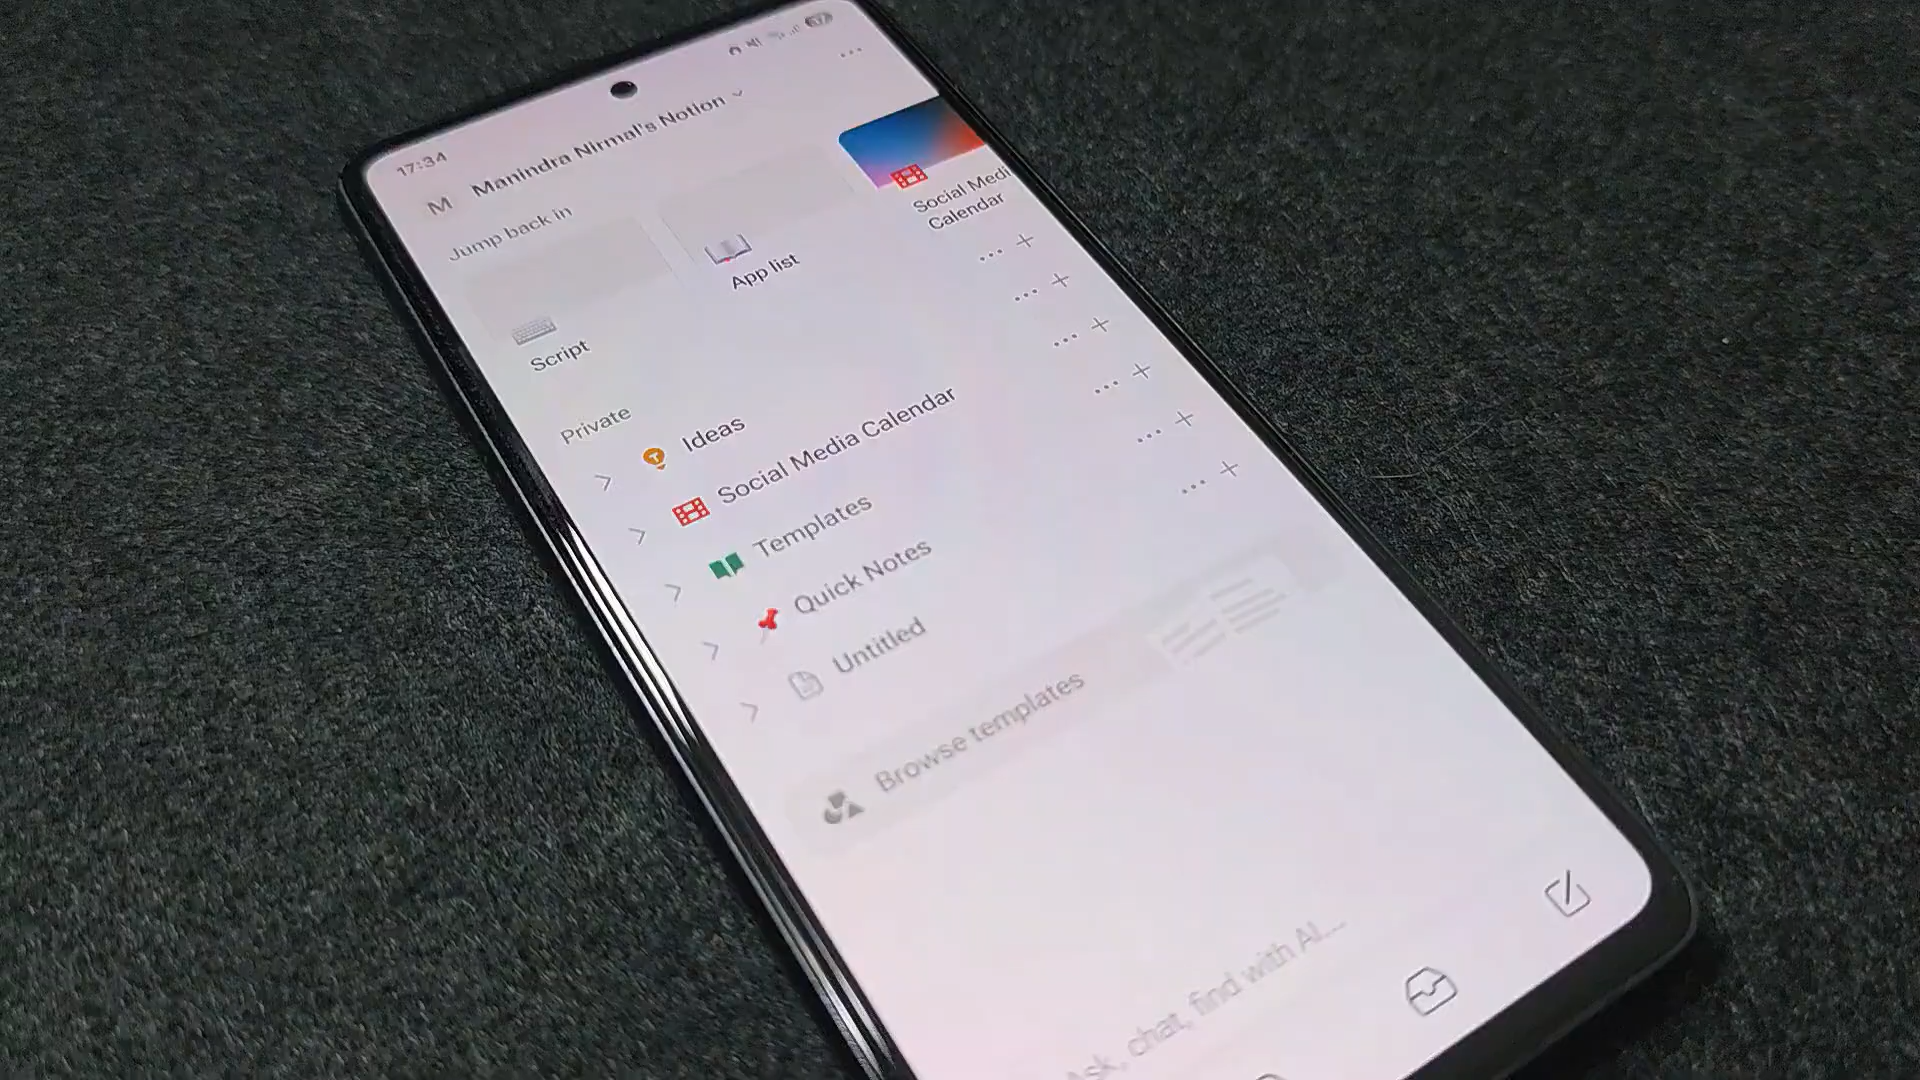 17:34
M Manindra Nirmal's Notion
Jump back in
Script
App list
Social Medi
Calendar
Private
Ideas
Social Media Calendar
Templates
Quick Notes
Untitled
Browse templates
Ask, chat, find with AI...